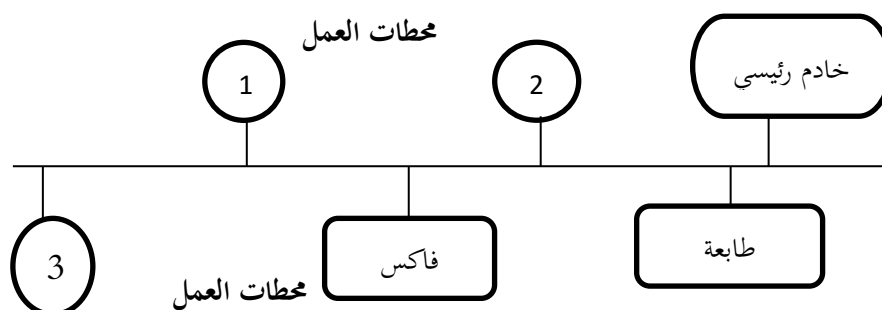 محطات العمل
1
2
خادم رئيسي
3
فاكس
طابعة
محطات العمل